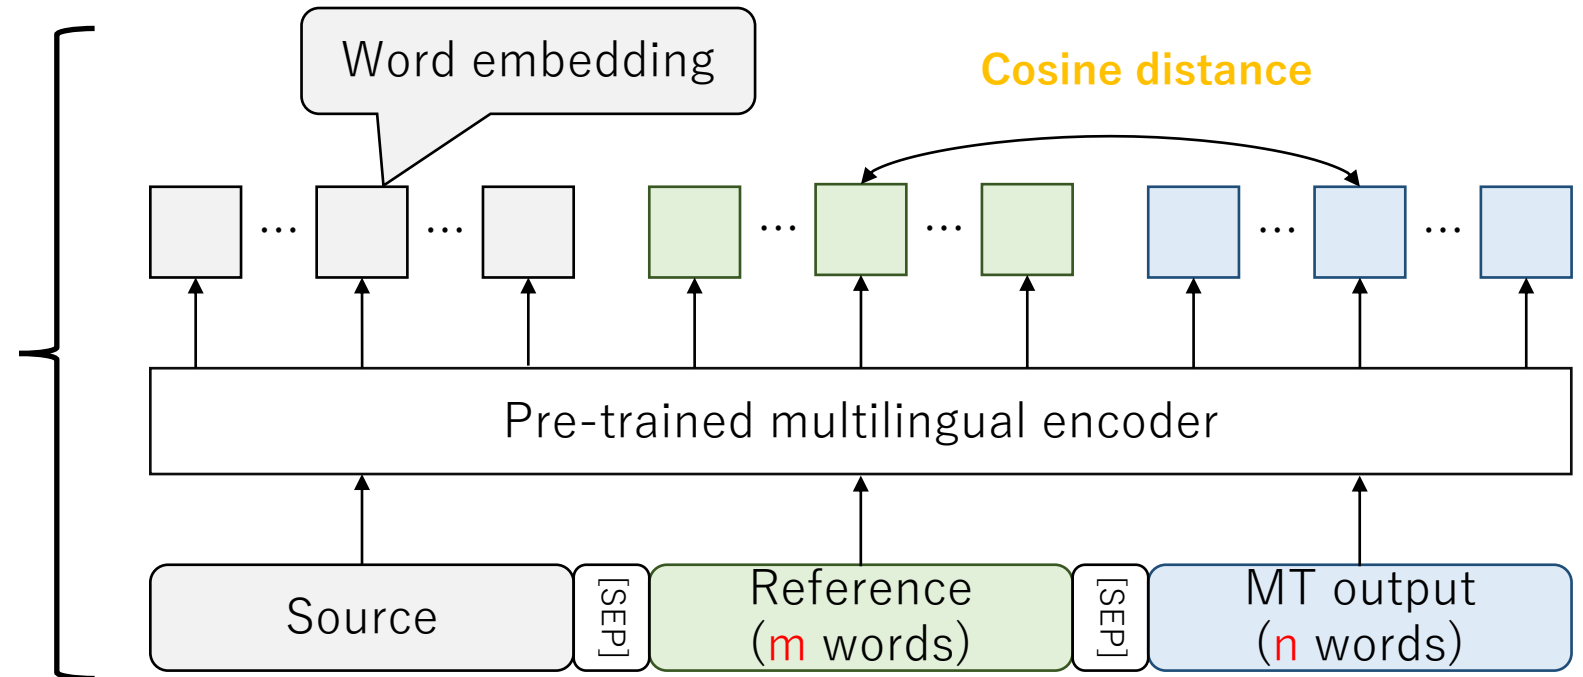 Word embedding
Cosine distance
… … … … … …
Pre-trained multilingual encoder
Source
[SEP]
Reference
(m words)
[SEP]
MT output
(n words)